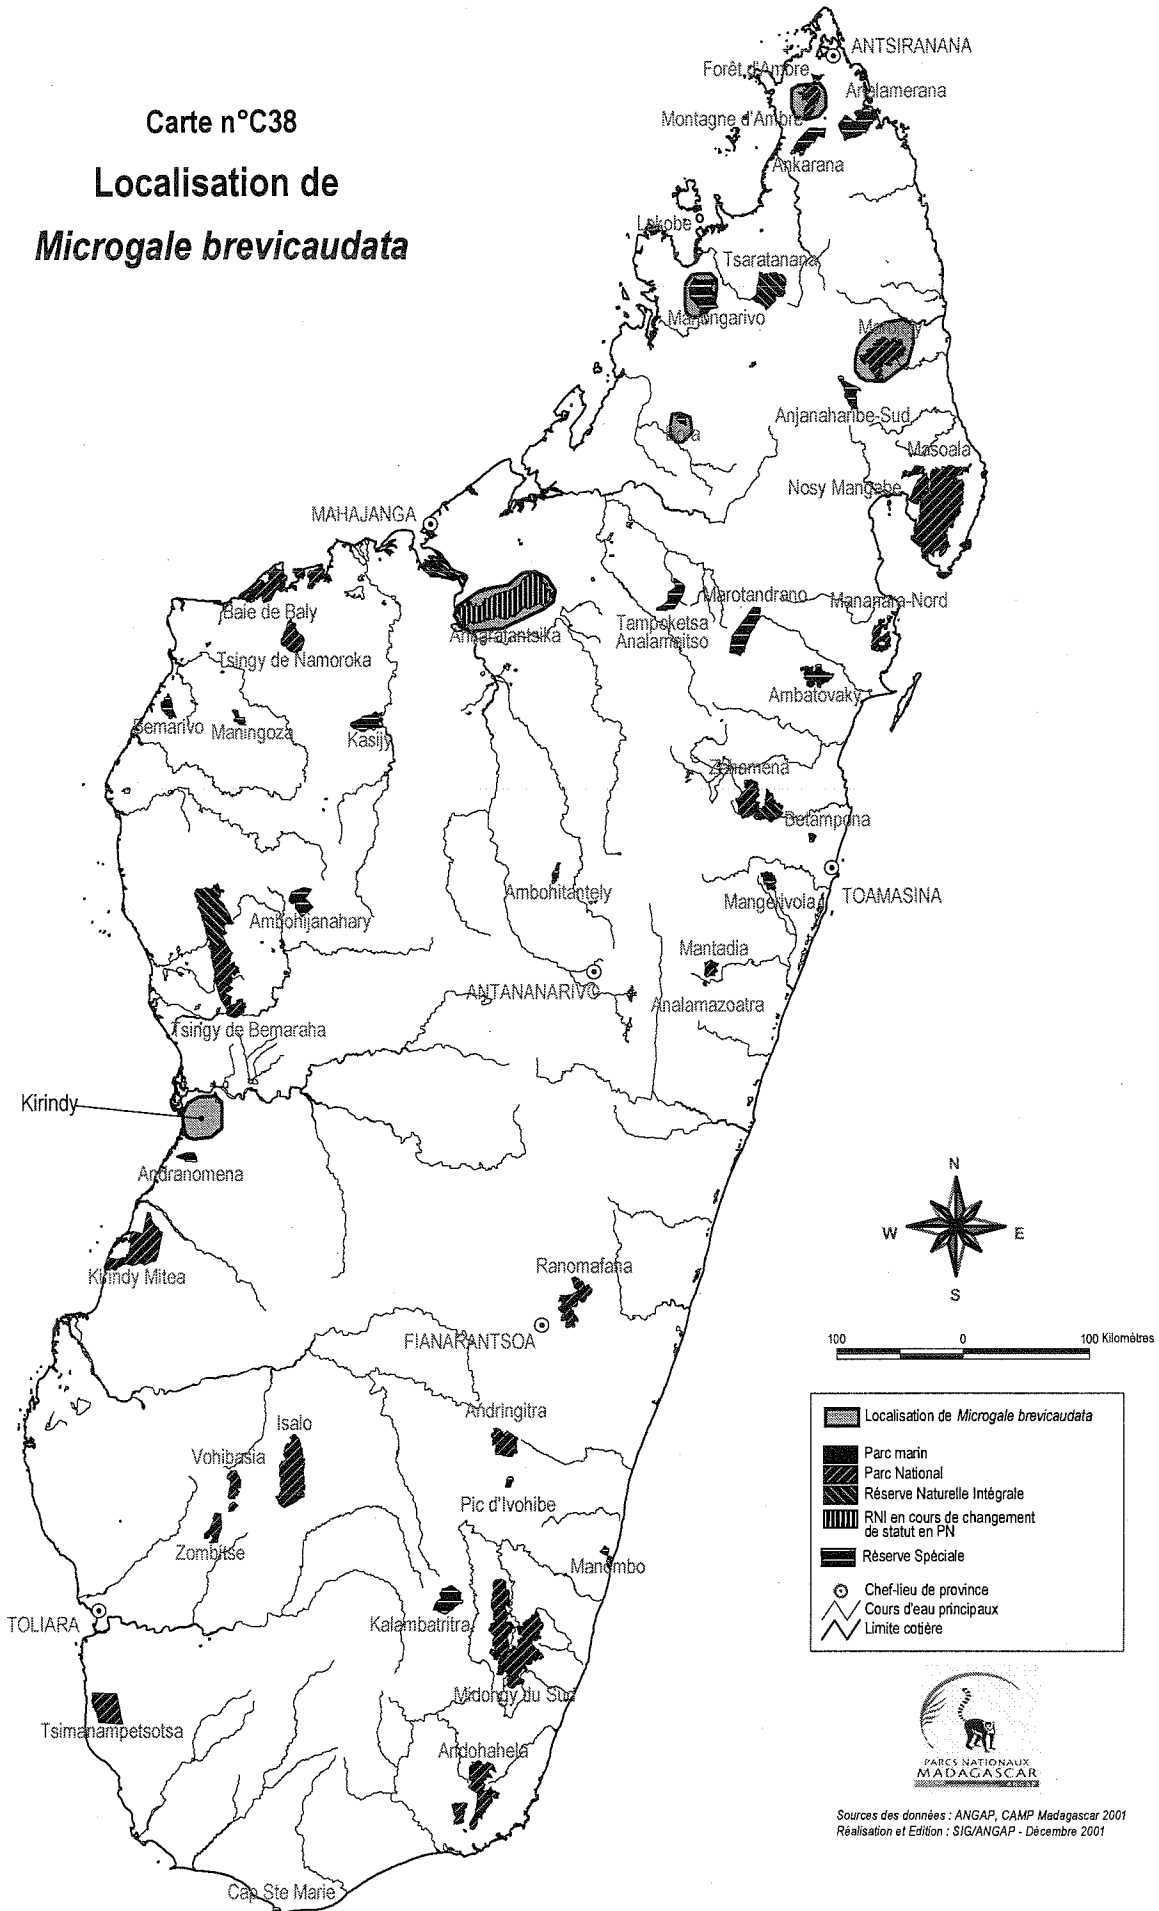 Carte n°C38
Localisation de
Microgale brevicaudata
ANTSIRANANA
Forêt d'Ambre
Analamerana
Montagne d'Ambre
Ankarana
Lokobe
Tsaratanana
Manongarivo
Marojejy
Anjanaharibe-Sud
Bora
Masoala
Nosy Mangabe
MAHAJANGA
Baie de Baly
Tsingy de Namoroka
Ankarafantsika
Marotandrano
Mananara-Nord
Tampoketsa
Analamaitso
Ambatovaky
Bemarivo
Maningoza
Kasijy
Zahamena
Betampona
Ambohitantely
Mangerivola
TOAMASINA
Ambohijanahary
Mantadia
ANTANANARIVO
Analamazoatra
Tsingy de Bemaraha
Kirindy
Andranomena
Kirindy Mitea
Ranomafana
FIANARANTSOA
N
W
E
S
100
0
100 Kilomètres
Andringitra
Isalo
Vohibasia
Pic d'Ivohibe
Zombitse
Manombo
TOLIARA
Kalambatritra
Midongy du Sud
Tsimanampetsotsa
Andohahela
Cap Ste Marie
Localisation de Microgale brevicaudata
Parc marin
Parc National
Réserve Naturelle Intégrale
RNI en cours de changement
de statut en PN
Réserve Spéciale
Chef-lieu de province
Cours d'eau principaux
Limite cotière
PARCS NATIONAUX
MADAGASCAR
ANGAP
Sources des données : ANGAP, CAMP Madagascar 2001
Réalisation et Edition : SIG/ANGAP - Décembre 2001